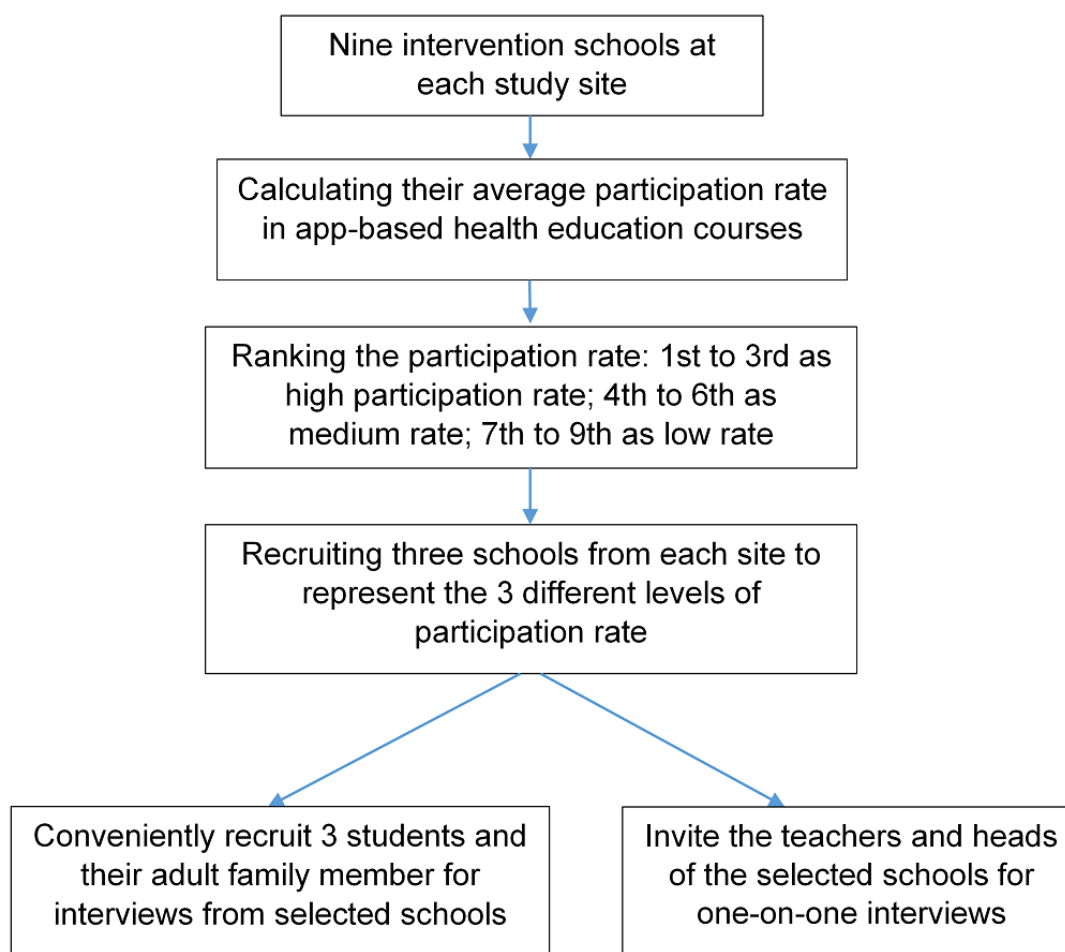 Nine intervention schools at
each study site
Calculating their average participation rate
in app-based health education courses
Ranking the participation rate: 1st to 3rd as
high participation rate; 4th to 6th as
medium rate; 7th to 9th as low rate
Recruiting three schools from each site to
represent the 3 different levels of
participation rate
Conveniently recruit 3 students and
their adult family member for
interviews from selected schools
Invite the teachers and heads
of the selected schools for
one-on-one interviews